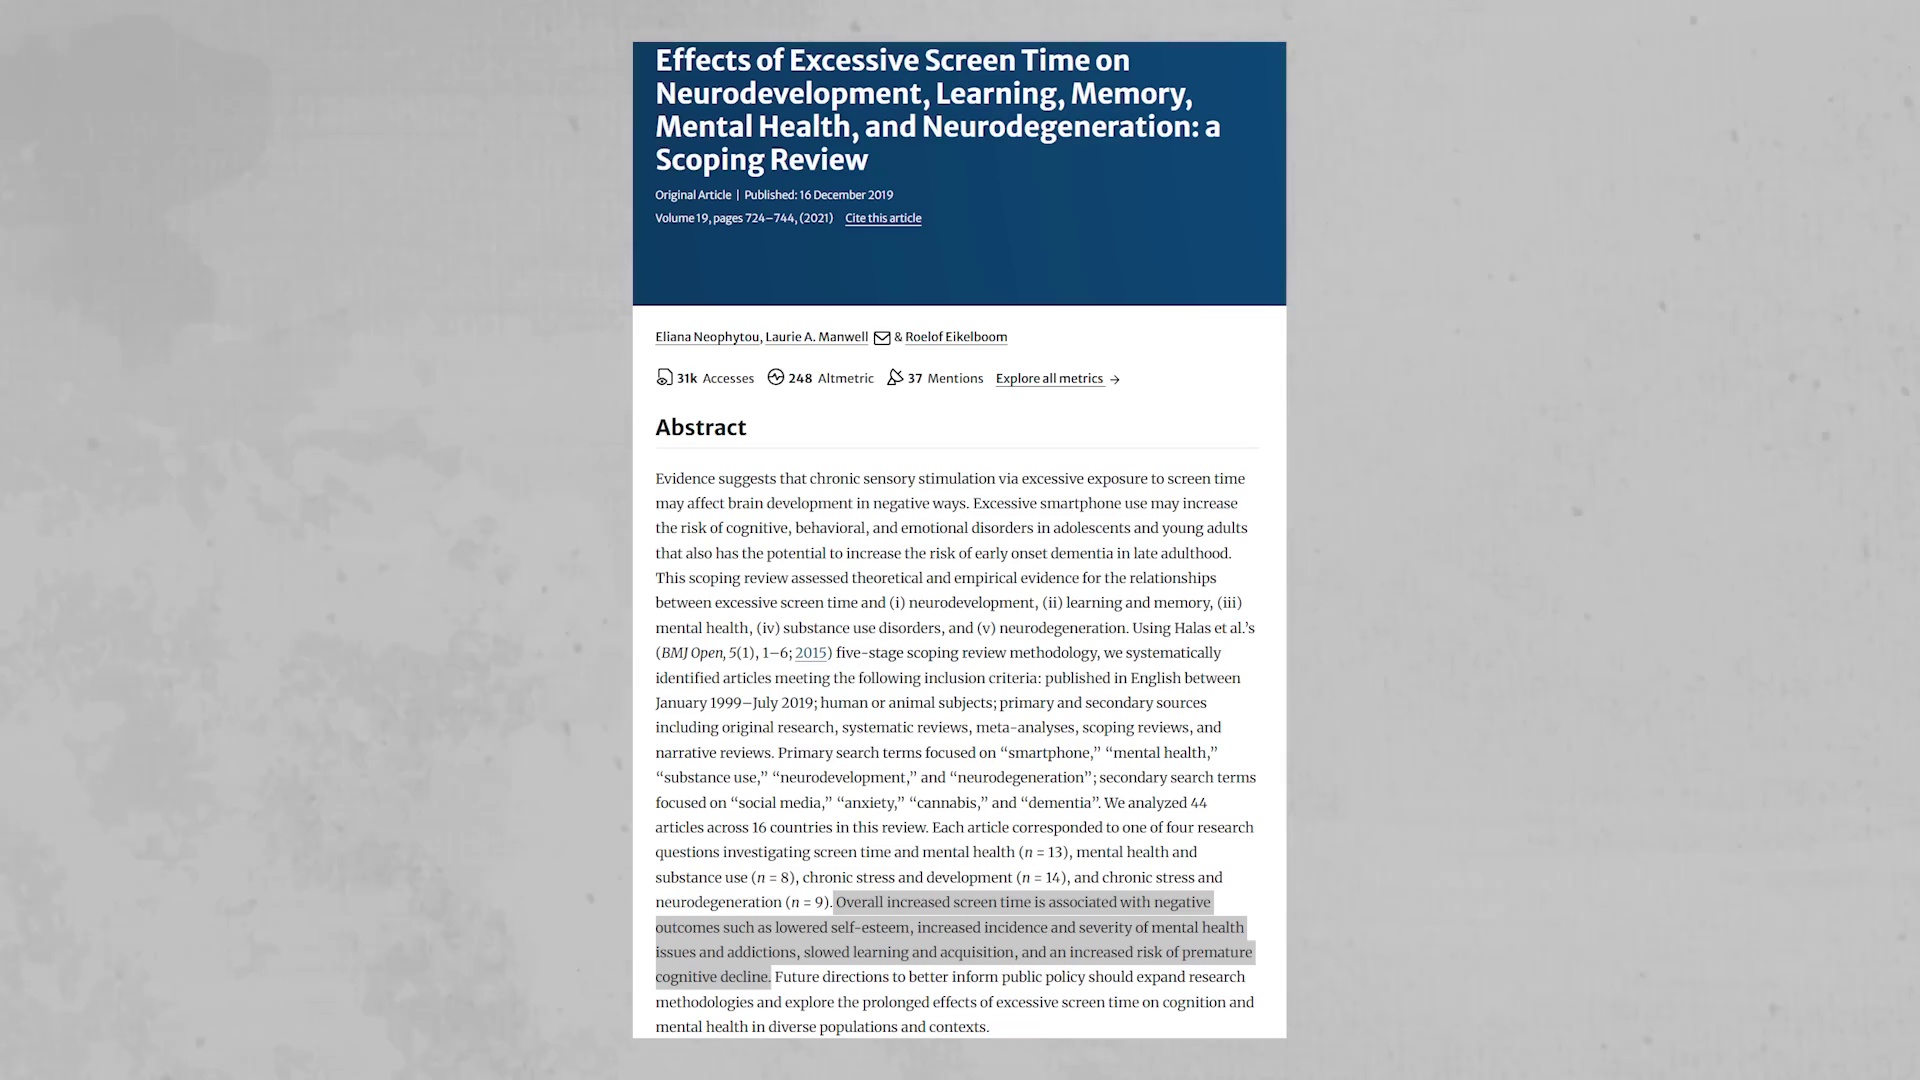 Effects of Excessive Screen Time on
Neurodevelopment, Learning, Memory,
Mental Health, and Neurodegeneration: a
Scoping Review
Original Article | Published: 16 December 2019
Volume 19, pages 724–744, (2021) Cite this article
Eliana Neophytou, Laurie A. Manwell & Roelof Eikelboom
31k Accesses 248 Altmetric 37 Mentions Explore all metrics →
Abstract
Evidence suggests that chronic sensory stimulation via excessive exposure to screen time
may affect brain development in negative ways. Excessive smartphone use may increase
the risk of cognitive, behavioral, and emotional disorders in adolescents and young adults
that also has the potential to increase the risk of early onset dementia in late adulthood.
This scoping review assessed theoretical and empirical evidence for the relationships
between excessive screen time and (i) neurodevelopment, (ii) learning and memory, (iii)
mental health, (iv) substance use disorders, and (v) neurodegeneration. Using Halas et al.’s
(BMJ Open, 5(1), 1–6; 2015) five-stage scoping review methodology, we systematically
identified articles meeting the following inclusion criteria: published in English between
January 1999–July 2019; human or animal subjects; primary and secondary sources
including original research, systematic reviews, meta-analyses, scoping reviews, and
narrative reviews. Primary search terms focused on “smartphone,” “mental health,”
“substance use,” “neurodevelopment,” and “neurodegeneration”; secondary search terms
focused on “social media,” “anxiety,” “cannabis,” and “dementia”. We analyzed 44
articles across 16 countries in this review. Each article corresponded to one of four research
questions investigating screen time and mental health (n = 13), mental health and
substance use (n = 8), chronic stress and development (n = 14), and chronic stress and
neurodegeneration (n = 9). Overall increased screen time is associated with negative
outcomes such as lowered self-esteem, increased incidence and severity of mental health
issues and addictions, slowed learning and acquisition, and an increased risk of premature
cognitive decline. Future directions to better inform public policy should expand research
methodologies and explore the prolonged effects of excessive screen time on cognition and
mental health in diverse populations and contexts.